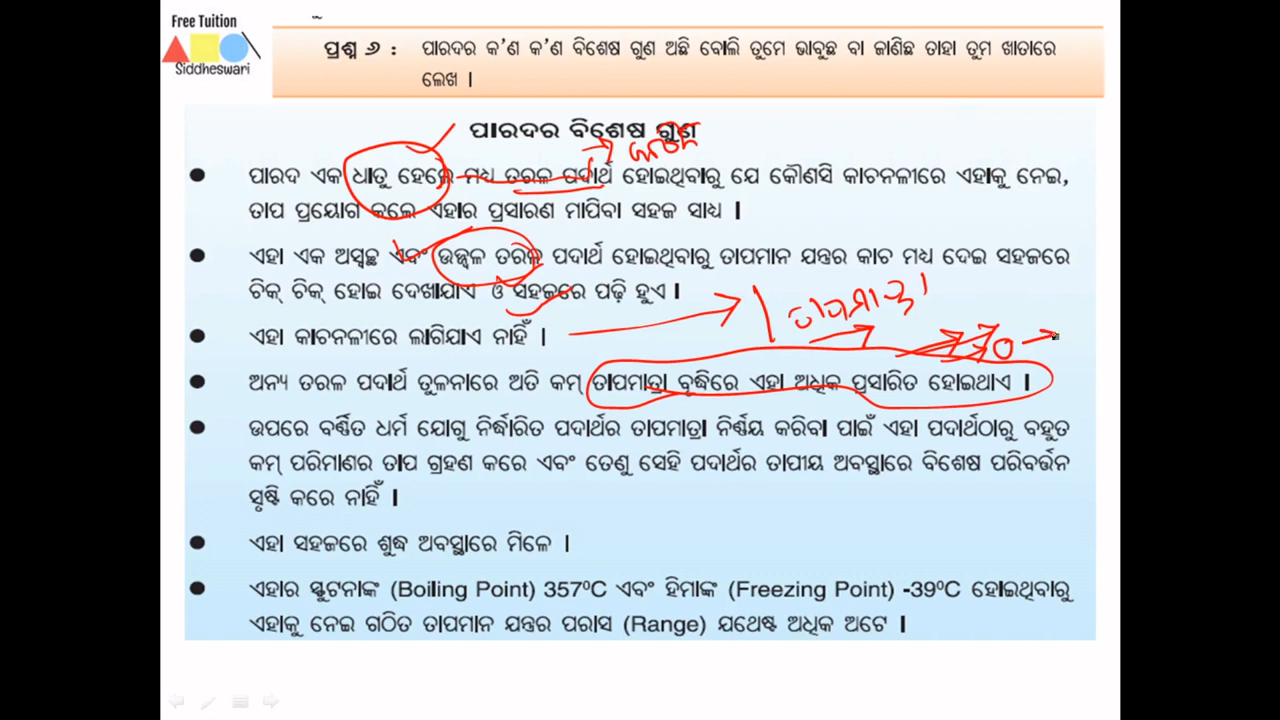 Free Tuition
Siddheswari
ପ୍ରଶ୍ନ ୬ : ପାରଦର କ'ଣ କ'ଣ ବିଶେଷ ଗୁଣ ଅଛି ବୋଲି ତୁମେ ଭାବୁଛ ବା ଜାଣିଛ ତାହା ତୁମ ଖାତାରେ
ଲେଖ ।
ପାରଦର ବିଶେଷ ଗୁଣ
କଠିନ
● ପାରଦ ଏକ ଧାତୁ ହେଲେ ମଧ୍ୟ ତରଳ ପଦାର୍ଥ ହୋଇଥିବାରୁ ଯେ କୌଣସି କାଚନଳୀରେ ଏହାକୁ ନେଇ,
ତାପ ପ୍ରୟୋଗ କଲେ ଏହାର ପ୍ରସାରଣ ମାପିବା ସହଜ ସାଧ୍ୟ ।
● ଏହା ଏକ ଅସ୍ୱଚ୍ଛ ଏବଂ ଉଜ୍ଜ୍ୱଳ ତରଳ ପଦାର୍ଥ ହୋଇଥିବାରୁ ତାପମାନ ଯନ୍ତ୍ରର କାଚ ମଧ୍ୟ ଦେଇ ସହଜରେ
ଚିକ୍ ଚିକ୍ ହୋଇ ଦେଖାଯାଏ ଓ ସହଜରେ ପଢ଼ି ହୁଏ ।
ତାପମାତ୍ରା
● ଏହା କାଚନଳୀରେ ଲାଗିଯାଏ ନାହିଁ ।
● ଅନ୍ୟ ତରଳ ପଦାର୍ଥ ତୁଳନାରେ ଅତି କମ୍ ତାପମାତ୍ରା ବୃଦ୍ଧିରେ ଏହା ଅଧିକ ପ୍ରସାରିତ ହୋଇଥାଏ ।
● ଉପରେ ବର୍ଣ୍ଣିତ ଧର୍ମ ଯୋଗୁ ନିର୍ଦ୍ଧାରିତ ପଦାର୍ଥର ତାପମାତ୍ରା ନିର୍ଣ୍ଣୟ କରିବା ପାଇଁ ଏହା ପଦାର୍ଥଠାରୁ ବହୁତ
କମ୍ ପରିମାଣର ତାପ ଗ୍ରହଣ କରେ ଏବଂ ତେଣୁ ସେହି ପଦାର୍ଥର ତାପୀୟ ଅବସ୍ଥାରେ ବିଶେଷ ପରିବର୍ତ୍ତନ
ସୃଷ୍ଟି କରେ ନାହିଁ ।
● ଏହା ସହଜରେ ଶୁଦ୍ଧ ଅବସ୍ଥାରେ ମିଳେ ।
● ଏହାର ସ୍ଫୁଟନାଙ୍କ (Boiling Point) 357⁰C ଏବଂ ହିମାଙ୍କ (Freezing Point) -39⁰C ହୋଇଥିବାରୁ
ଏହାକୁ ନେଇ ଗଠିତ ତାପମାନ ଯନ୍ତ୍ରର ପରାସ (Range) ଯଥେଷ୍ଟ ଅଧିକ ଅଟେ ।